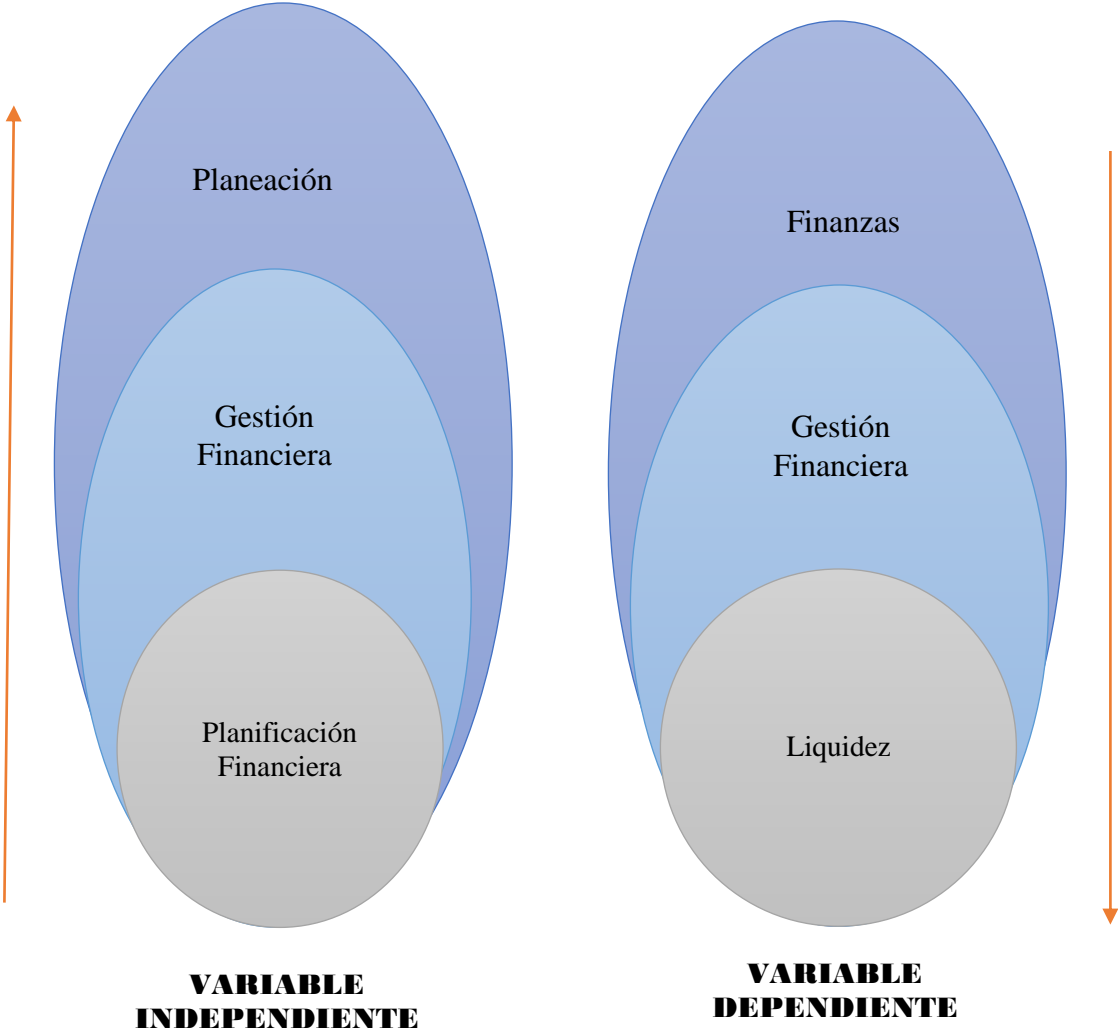 Planeación
Gestión
Financiera
Planificación
Financiera
VARIABLE
INDEPENDIENTE
Finanzas
Gestión
Financiera
Liquidez
VARIABLE
DEPENDIENTE